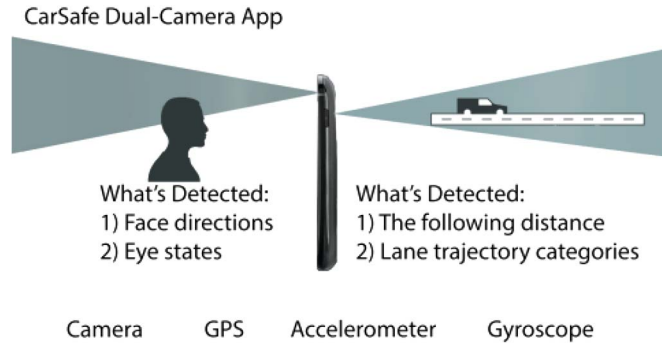 CarSafe Dual-Camera App
What's Detected:
1) Face directions
2) Eye states
What's Detected:
1) The following distance
2) Lane trajectory categories
Camera GPS Accelerometer Gyroscope